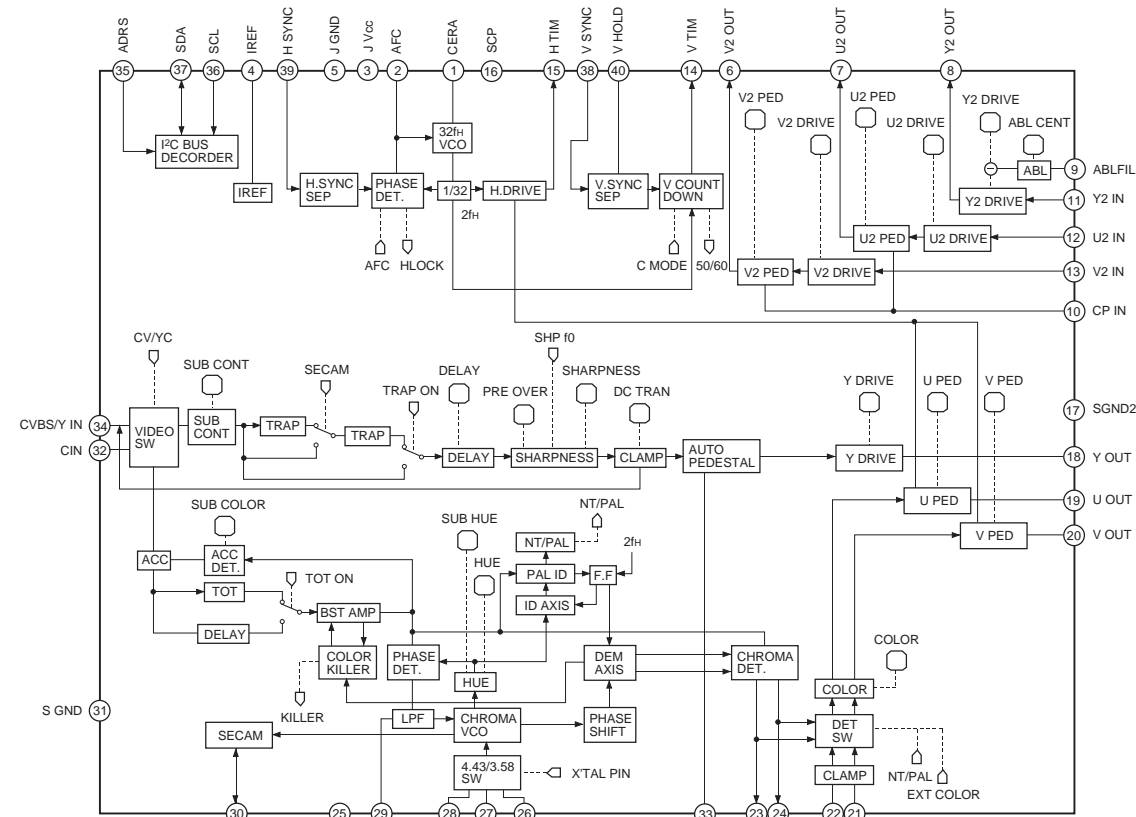 ADRS
SDA
SCL
IREF
H SYNC
J GND
J Vcc
AFC
CERA
SCP
H TIM
V SYNC
V HOLD
V TIM
V2 OUT
U2 OUT
Y2 OUT
35
37
36
4
39
5
3
2
1
16
15
38
40
14
6
7
8
V2 PED
V2 DRIVE
U2 PED
U2 DRIVE
Y2 DRIVE
ABL CENT
I²C BUS
DECORDER
IREF
H.SYNC
SEP
PHASE
DET.
32fH
VCO
1/32
2fH
H.DRIVE
V.SYNC
SEP
V COUNT
DOWN
AFC
HLOCK
C MODE
50/60
ABL
9
ABLFIL
Y2 DRIVE
11
Y2 IN
U2 PED
U2 DRIVE
12
U2 IN
V2 PED
V2 DRIVE
13
V2 IN
10
CP IN
CV/YC
SUB CONT
SECAM
TRAP ON
DELAY
PRE OVER
SHP f0
SHARPNESS
DC TRAN
Y DRIVE
U PED
V PED
17
SGND2
CVBS/Y IN
34
CIN
32
VIDEO
SW
SUB
CONT
TRAP
TRAP
DELAY
SHARPNESS
CLAMP
AUTO
PEDESTAL
Y DRIVE
18
Y OUT
U PED
19
U OUT
V PED
20
V OUT
SUB COLOR
ACC
ACC
DET.
TOT ON
TOT
DELAY
BST AMP
COLOR
KILLER
KILLER
SUB HUE
HUE
NT/PAL
NT/PAL
2fH
PAL ID
F.F
ID AXIS
PHASE
DET.
HUE
DEM
AXIS
CHROMA
DET.
COLOR
COLOR
S GND
31
SECAM
LPF
CHROMA
VCO
PHASE
SHIFT
DET
SW
4.43/3.58
SW
X'TAL PIN
CLAMP
NT/PAL
EXT COLOR
30
25
29
28
27
26
33
23
24
22
21